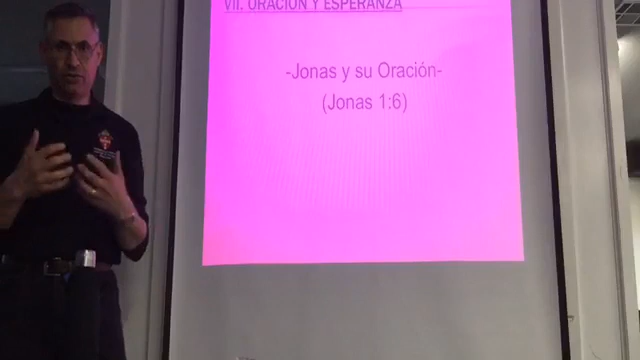 VII. ORACIÓN Y ESPERANZA
-Jonas y su Oración-
(Jonas 1:6)